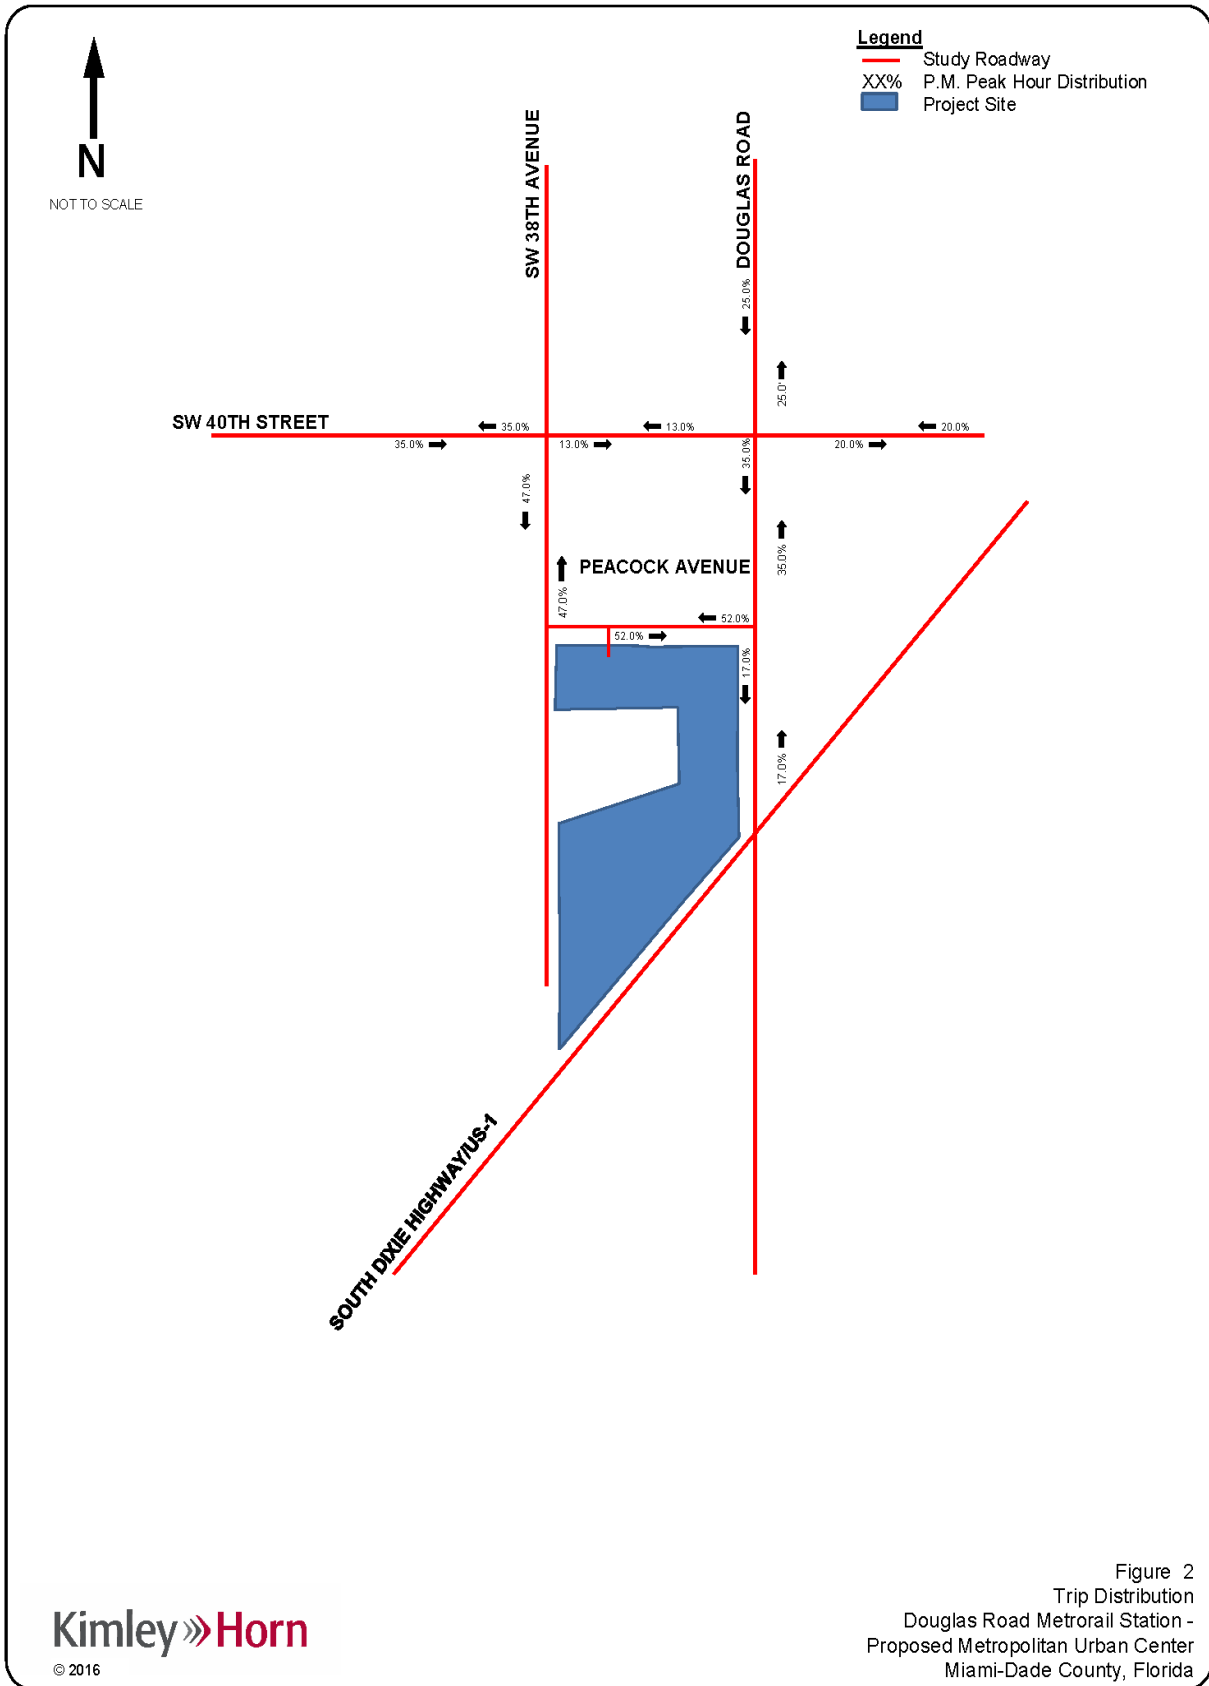 Legend
Study Roadway
XX% P.M. Peak Hour Distribution
Project Site
N
NOT TO SCALE
SW 38TH AVENUE
DOUGLAS ROAD
25.0%
25.0'
SW 40TH STREET
35.0%
13.0%
20.0%
35.0%
13.0%
35.0%
20.0%
47.0%
35.0%
PEACOCK AVENUE
47.0%
52.0%
52.0%
17.0%
17.0%
SOUTH DIXIE HIGHWAY/US-1
Figure 2
Trip Distribution
Douglas Road Metrorail Station -
Proposed Metropolitan Urban Center
Miami-Dade County, Florida
Kimley»Horn
© 2016